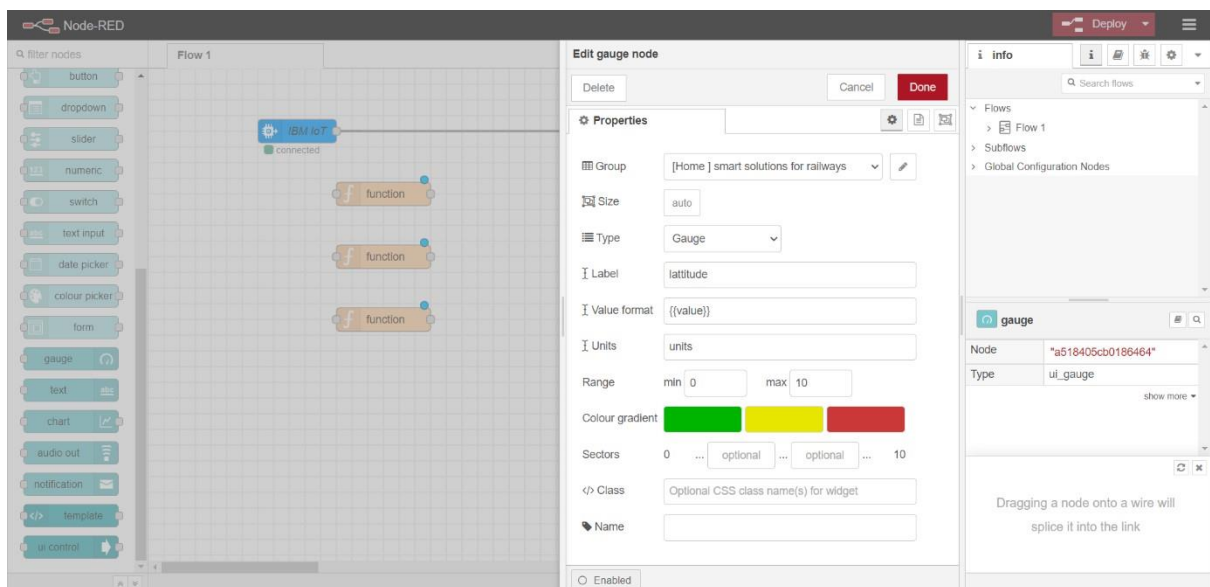 Node-RED
Deploy
filter nodes
button
dropdown
slider
numeric
switch
text input
date picker
colour picker
form
gauge
text
chart
audio out
notification
template
ui control
Flow 1
IBM IoT
connected
function
function
function
Edit gauge node
Delete
Cancel
Done
Properties
Group
[Home ] smart solutions for railways
Size
auto
Type
Gauge
Label
lattitude
Value format
{{value}}
Units
units
Range
min 0
max 10
Colour gradient
Sectors
0 ... optional ... optional ... 10
</> Class
Optional CSS class name(s) for widget
Name
Enabled
i info
Search flows
Flows
Flow 1
Subflows
Global Configuration Nodes
gauge
Node "a518405cb0186464"
Type ui_gauge
show more
Dragging a node onto a wire will
splice it into the link